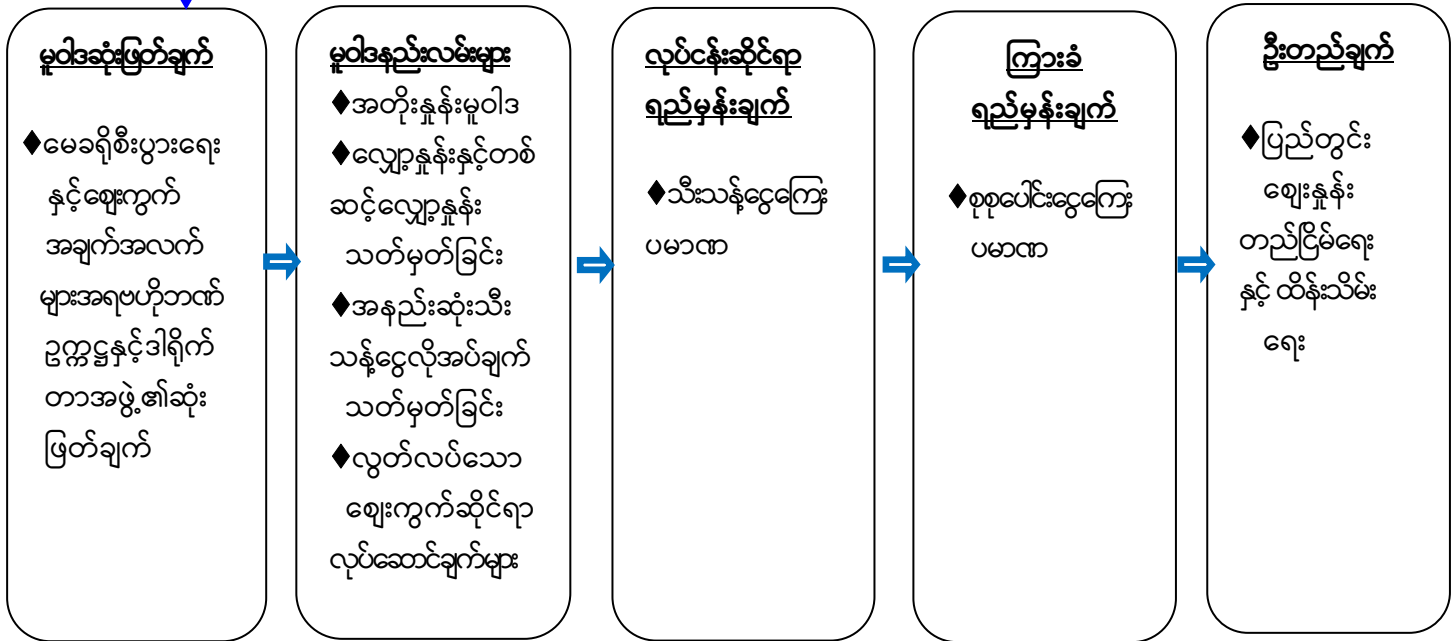 မူဝါဒဆုံးဖြတ်ချက်
♦မေခရိုစီးပွားရေး
နှင့်ဈေးကွက်
အချက်အလက်
များအရဗဟိုဘဏ်
ဥက္ကဋ္ဌနှင့်ဒါရိုက်
တာအဖွဲ့၏ဆုံး
ဖြတ်ချက်
မူဝါဒနည်းလမ်းများ
♦အတိုးနှုန်းမူဝါဒ
♦လျှော့နှုန်းနှင့်တစ်
ဆင့်လျှော့နှုန်း
သတ်မှတ်ခြင်း
♦အနည်းဆုံးသီး
သန့်ငွေလိုအပ်ချက်
သတ်မှတ်ခြင်း
♦လွတ်လပ်သော
ဈေးကွက်ဆိုင်ရာ
လုပ်ဆောင်ချက်များ
လုပ်ငန်းဆိုင်ရာ
ရည်မှန်းချက်
♦သီးသန့်ငွေကြေး
ပမာဏ
ကြားခံ
ရည်မှန်းချက်
♦စုစုပေါင်းငွေကြေး
ပမာဏ
ဦးတည်ချက်
♦ပြည်တွင်း
ဈေးနှုန်း
တည်ငြိမ်ရေး
နှင့် ထိန်းသိမ်း
ရေး